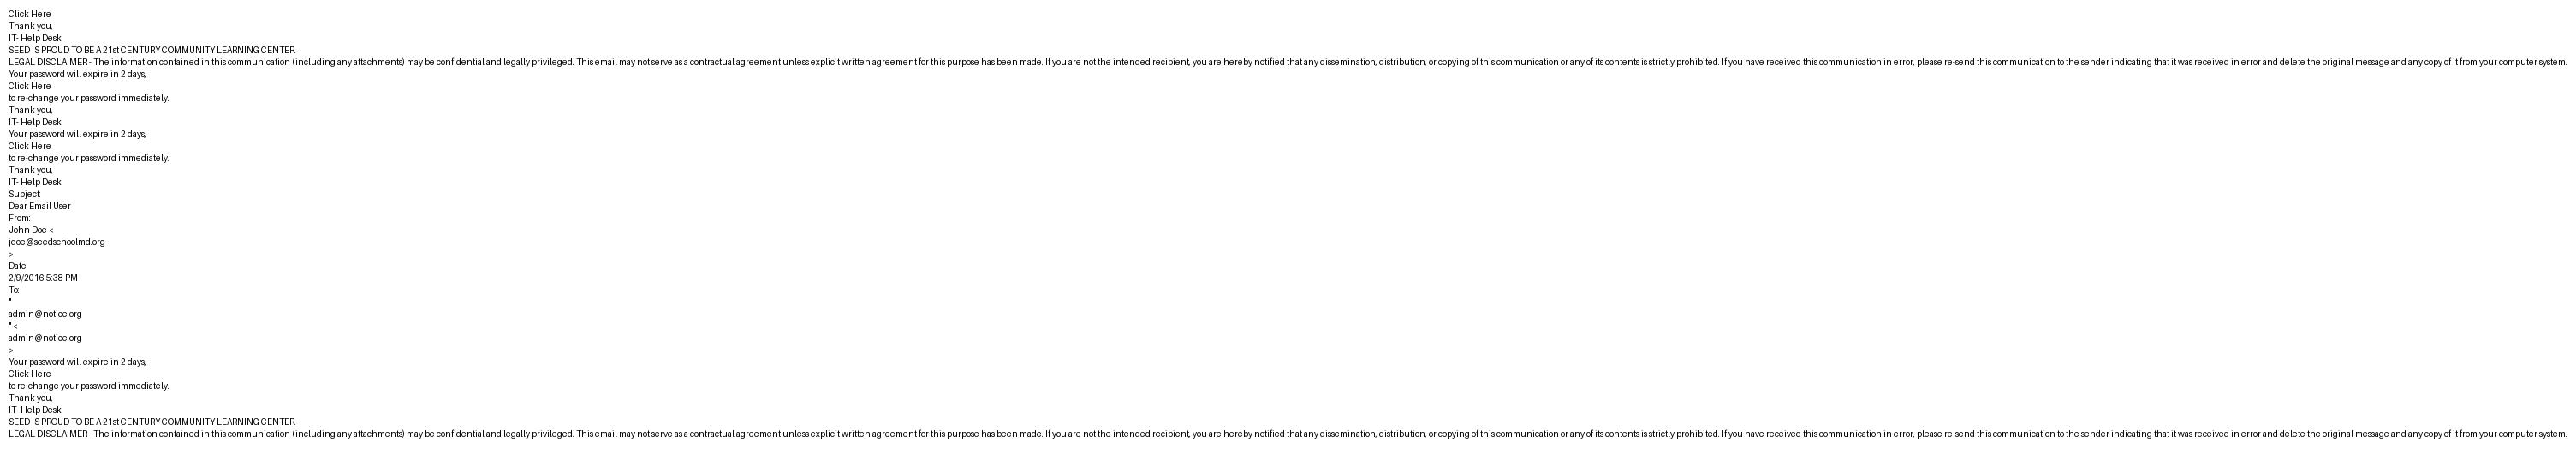 Click Here
Thank you,
IT- Help Desk
SEED IS PROUD TO BE A 21st CENTURY COMMUNITY LEARNING CENTER.
LEGAL DISCLAIMER - The information contained in this communication (including any attachments) may be confidential and legally privileged. This email may not serve as a contractual agreement unless explicit written agreement for this purpose has been made. If you are not the intended recipient, you are hereby notified that any dissemination, distribution, or copying of this communication or any of its contents is strictly prohibited. If you have received this communication in error, please re-send this communication to the sender indicating that it was received in error and delete the original message and any copy of it from your computer system.
Your password will expire in 2 days,
Click Here
to re-change your password immediately.
Thank you,
IT- Help Desk
Your password will expire in 2 days,
Click Here
to re-change your password immediately.
Thank you,
IT- Help Desk
Subject:
Dear Email User
From:
John Doe <
jdoe@seedschoolmd.org
>
Date:
2/9/2016 5:38 PM
To:
"
admin@notice.org
" <
admin@notice.org
>
Your password will expire in 2 days,
Click Here
to re-change your password immediately.
Thank you,
IT- Help Desk
SEED IS PROUD TO BE A 21st CENTURY COMMUNITY LEARNING CENTER.
LEGAL DISCLAIMER - The information contained in this communication (including any attachments) may be confidential and legally privileged. This email may not serve as a contractual agreement unless explicit written agreement for this purpose has been made. If you are not the intended recipient, you are hereby notified that any dissemination, distribution, or copying of this communication or any of its contents is strictly prohibited. If you have received this communication in error, please re-send this communication to the sender indicating that it was received in error and delete the original message and any copy of it from your computer system.